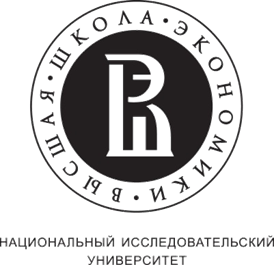 ВЫСШАЯ · ШКОЛА · ЭКОНОМИКИ ·
НАЦИОНАЛЬНЫЙ ИССЛЕДОВАТЕЛЬСКИЙ
УНИВЕРСИТЕТ